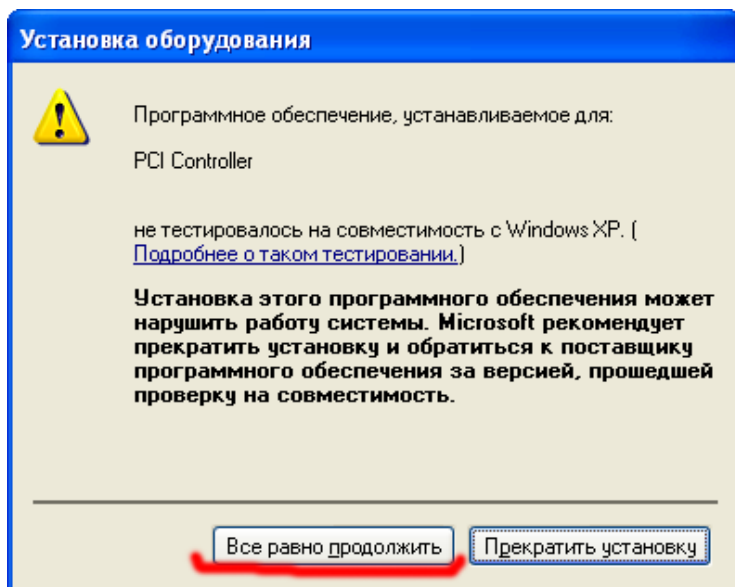 Установка оборудования
Программное обеспечение, устанавливаемое для:
PCI Controller
не тестировалось на совместимость с Windows XP. (
Подробнее о таком тестировании.)
Установка этого программного обеспечения может
нарушить работу системы. Microsoft рекомендует
прекратить установку и обратиться к поставщику
программного обеспечения за версией, прошедшей
проверку на совместимость.
Все равно продолжить
Прекратить установку